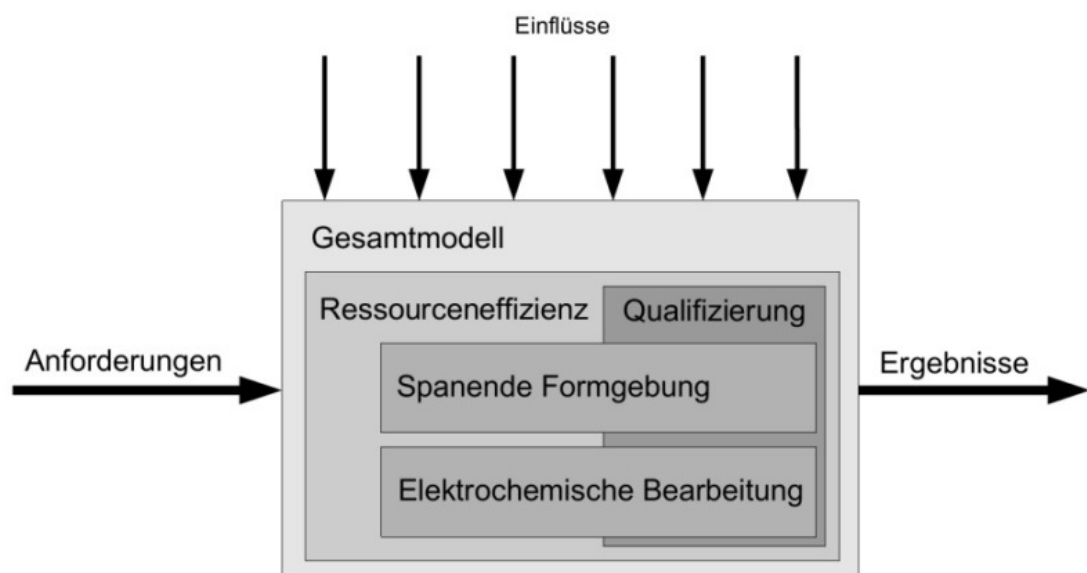 Einflüsse
Gesamtmodell
Ressourceneffizienz
Qualifizierung
Anforderungen
Spanende Formgebung
Ergebnisse
Elektrochemische Bearbeitung